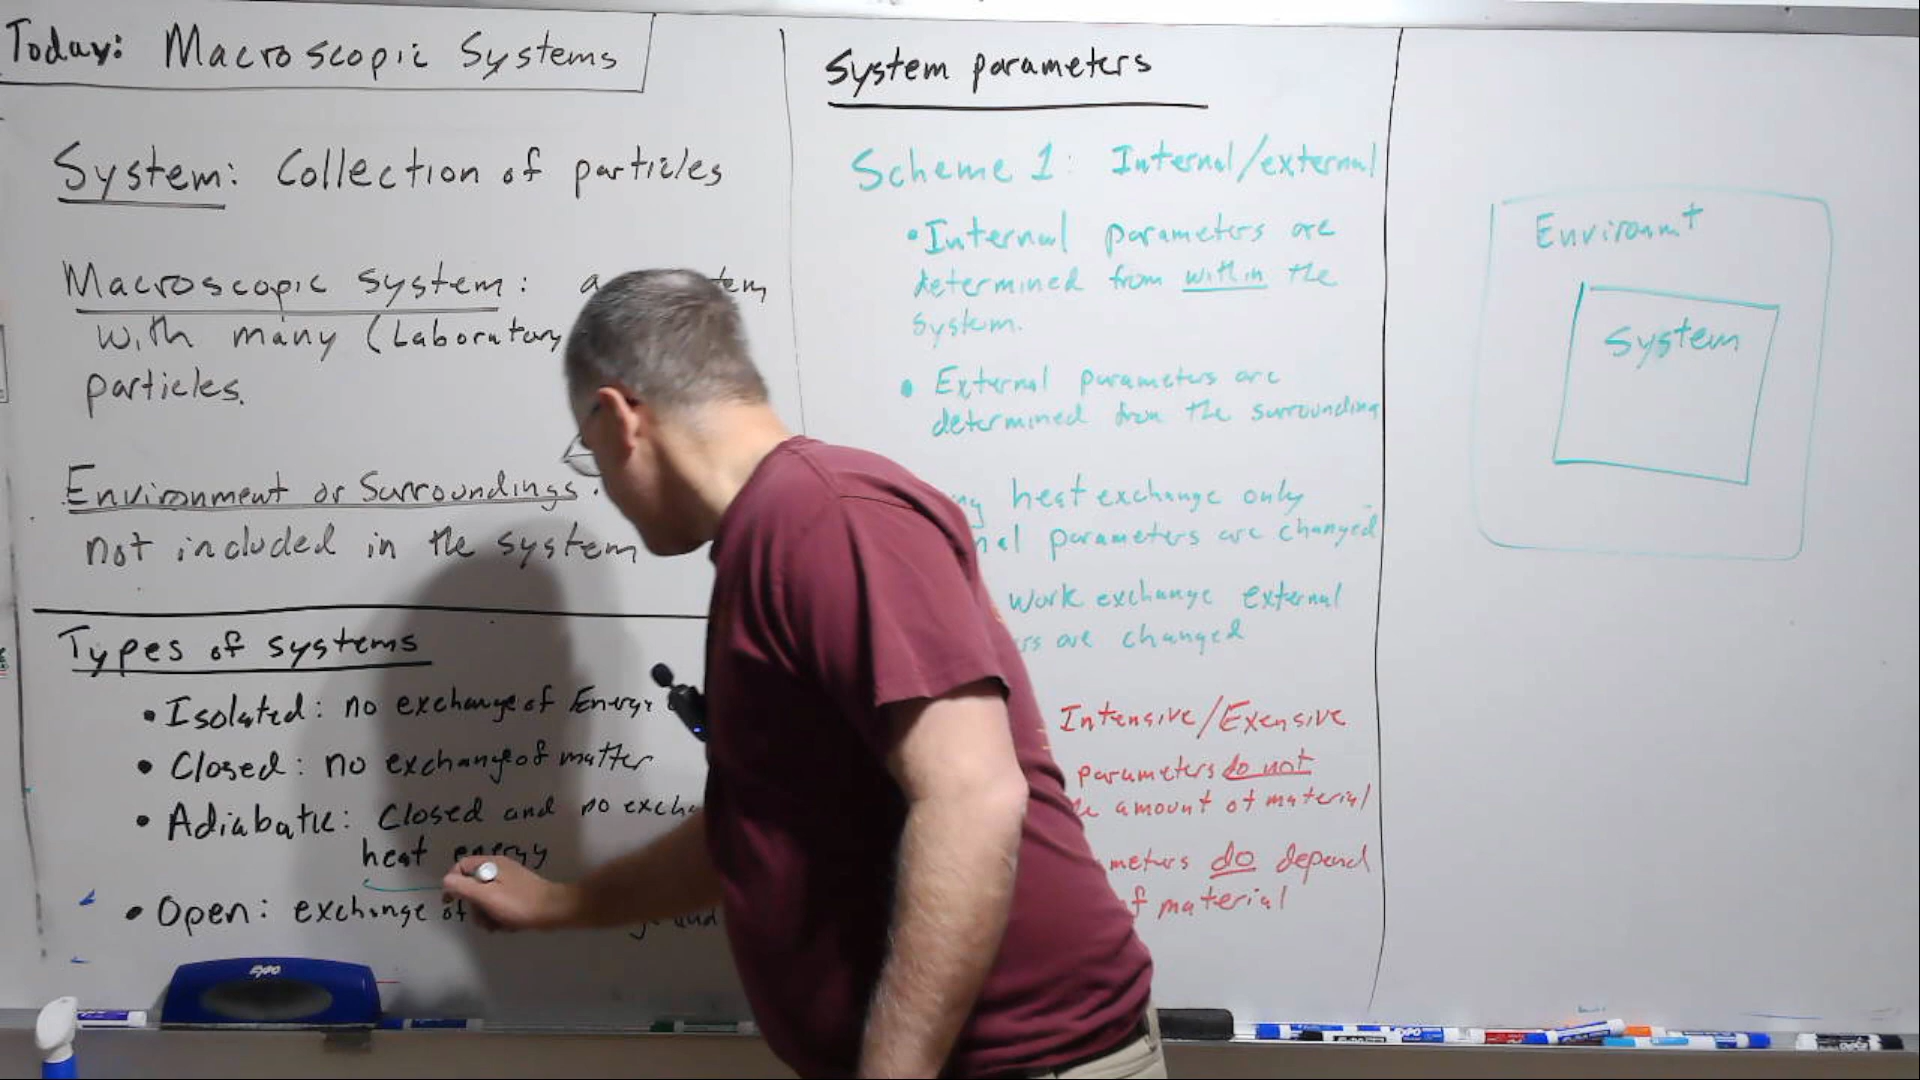 Today: Macroscopic Systems
System: Collection of particles
Macroscopic system: a
with many (Laboratory
particles.
Environment or Surroundings
not included in the system
Types of systems
• Isolated: no exchange of Energy
• Closed: no exchange of matter
• Adiabatic: Closed and no
heat energy
• Open: exchange of
EXPO
System parameters
Scheme 1: Internal/external
• Internal parameters are
determined from within the
system.
• External parameters are
determined from the surrounding
heat exchange only
parameters are changed
work exchange external
are changed
Intensive/Exensive
parameters do not
amount of material
do depend
of material
Environmt
System